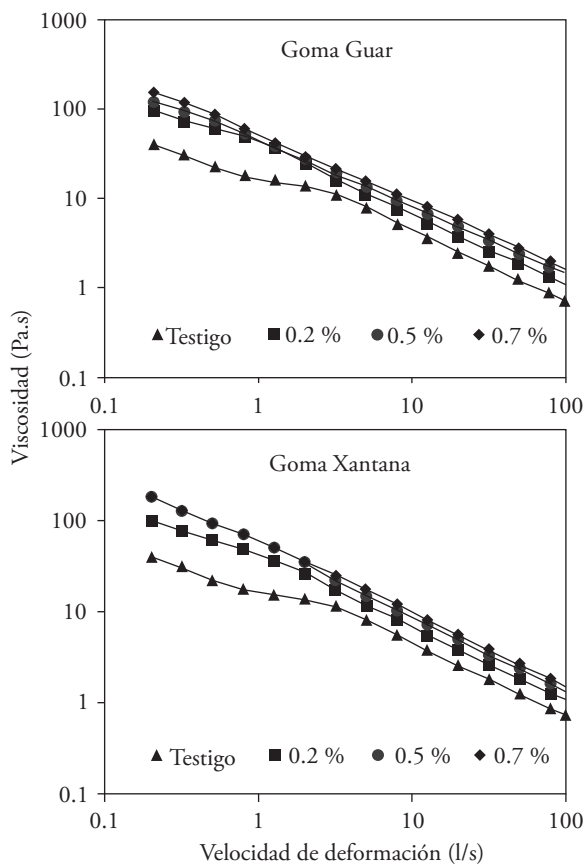 1000
Goma Guar
100
10
1
Testigo 0.2 % 0.5 % 0.7 %
0.1
0.1 1 10 100
Viscosidad (Pa.s)
1000
Goma Xantana
100
10
1
Testigo 0.2 % 0.5 % 0.7 %
0.1
0.1 1 10 100
Velocidad de deformación (l/s)